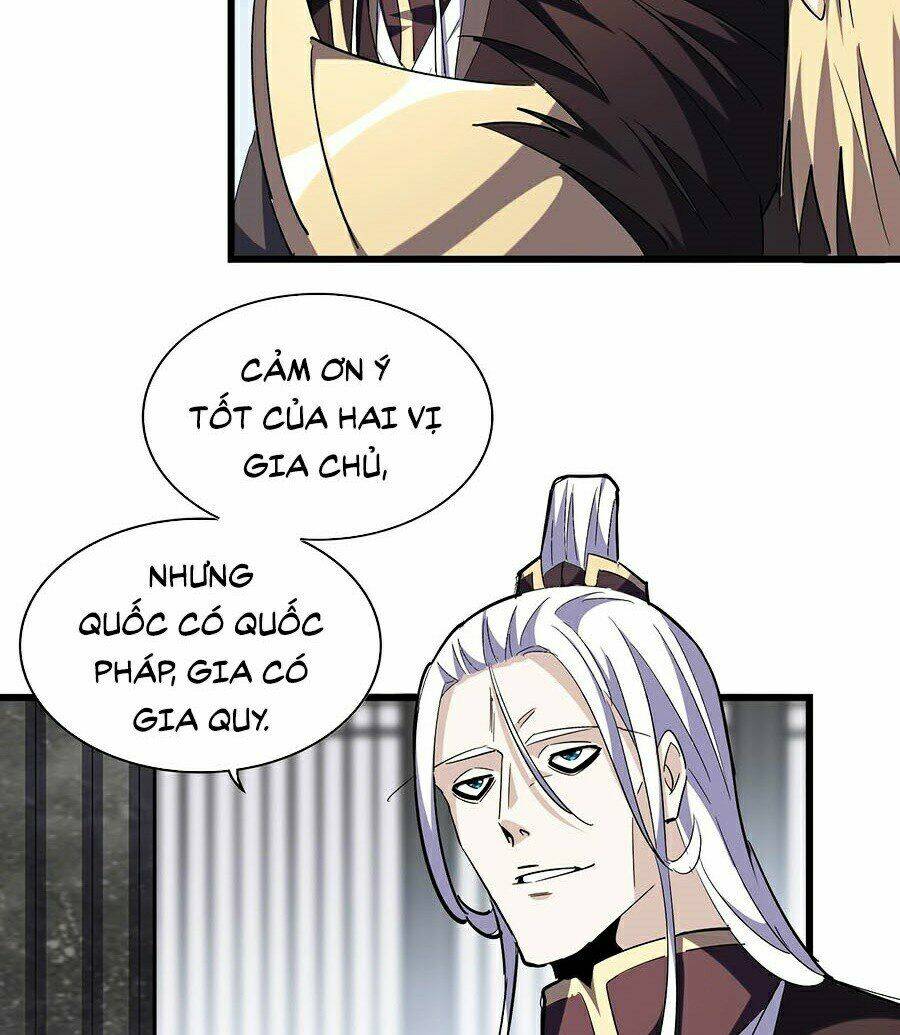 CẢM ƠN Ý
TỐT CỦA HAI VỊ
GIA CHỦ,
NHƯNG
QUỐC CÓ QUỐC
PHÁP, GIA CÓ
GIA QUY.